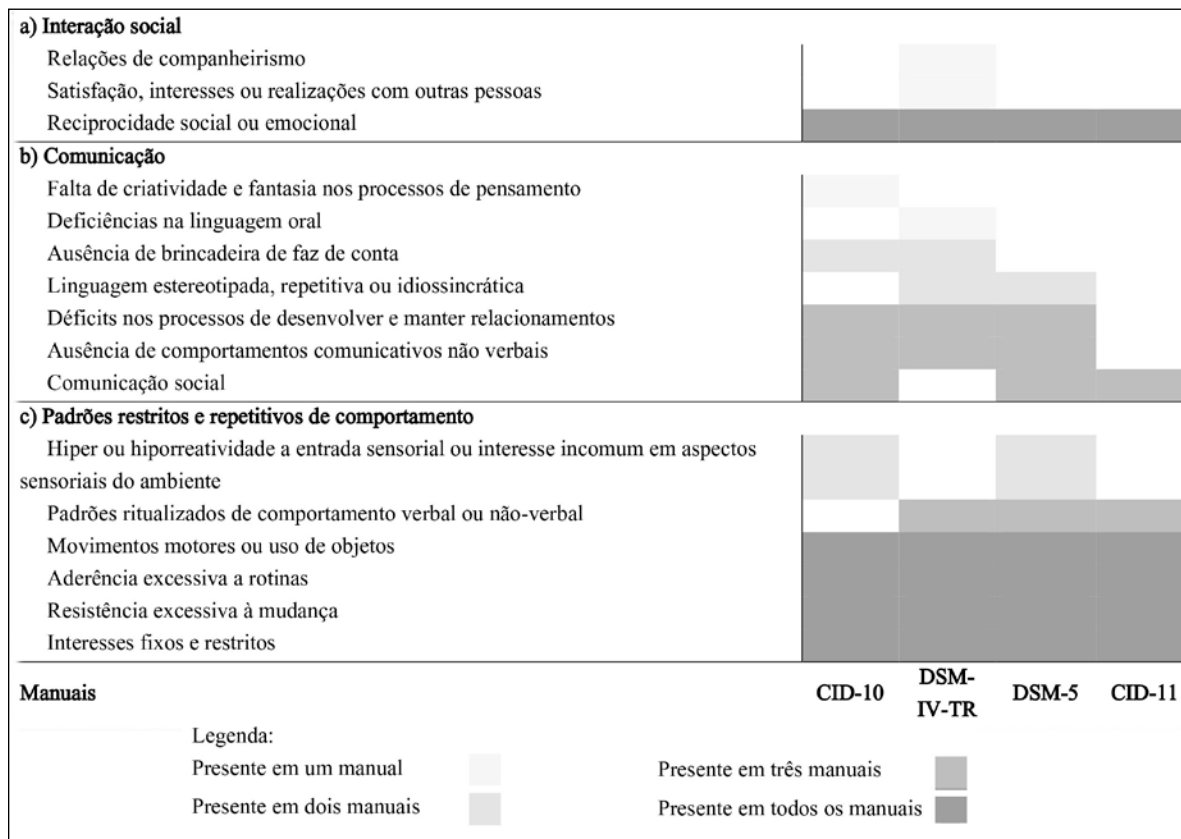 a) Interação social
Relações de companheirismo
Satisfação, interesses ou realizações com outras pessoas
Reciprocidade social ou emocional
b) Comunicação
Falta de criatividade e fantasia nos processos de pensamento
Deficiências na linguagem oral
Ausência de brincadeira de faz de conta
Linguagem estereotipada, repetitiva ou idiossincrática
Déficits nos processos de desenvolver e manter relacionamentos
Ausência de comportamentos comunicativos não verbais
Comunicação social
c) Padrões restritos e repetitivos de comportamento
Hiper ou hiporreatividade a entrada sensorial ou interesse incomum em aspectos
sensoriais do ambiente
Padrões ritualizados de comportamento verbal ou não-verbal
Movimentos motores ou uso de objetos
Aderência excessiva a rotinas
Resistência excessiva à mudança
Interesses fixos e restritos
Manuais CID-10 DSM-IV-TR DSM-5 CID-11
Legenda:
Presente em um manual Presente em três manuais
Presente em dois manuais Presente em todos os manuais